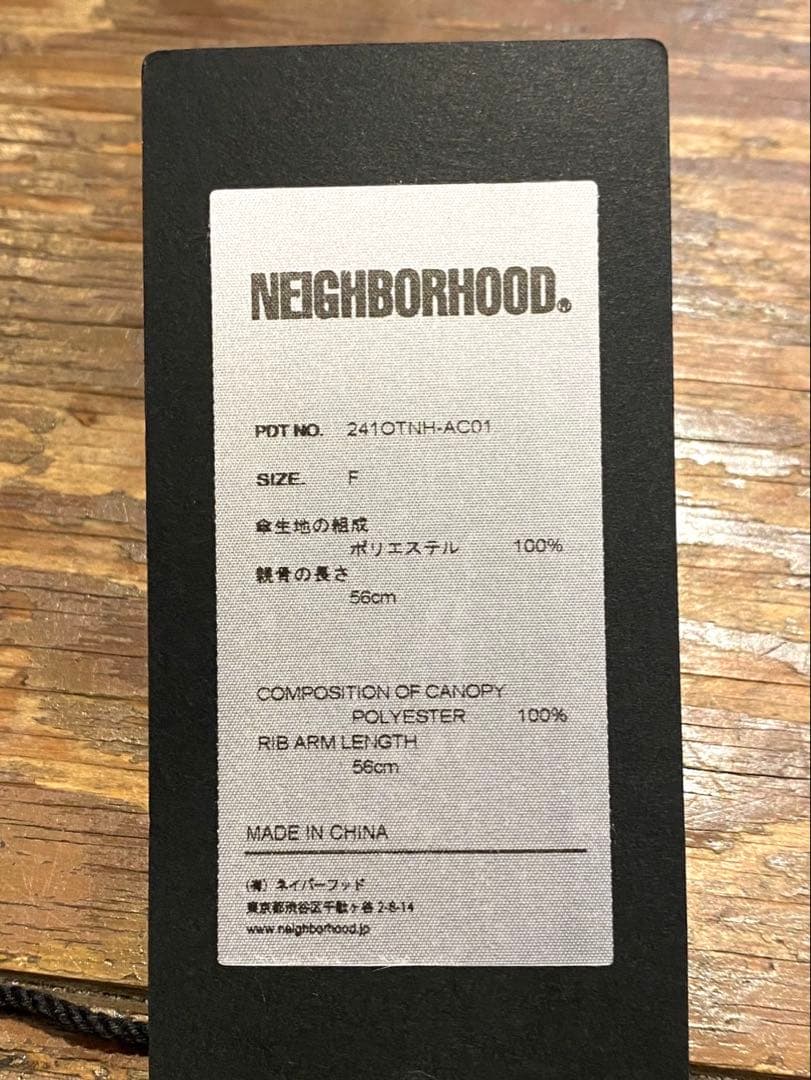 NEIGHBORHOOD®
PDT NO. 241OTNH-AC01
SIZE. F
傘生地の組成
ポリエステル 100%
親骨の長さ
56cm
COMPOSITION OF CANOPY
POLYESTER 100%
RIB ARM LENGTH
56cm
MADE IN CHINA
(有) ネイバーフッド
東京都渋谷区千駄ヶ谷 2-8-14
www.neighborhood.jp